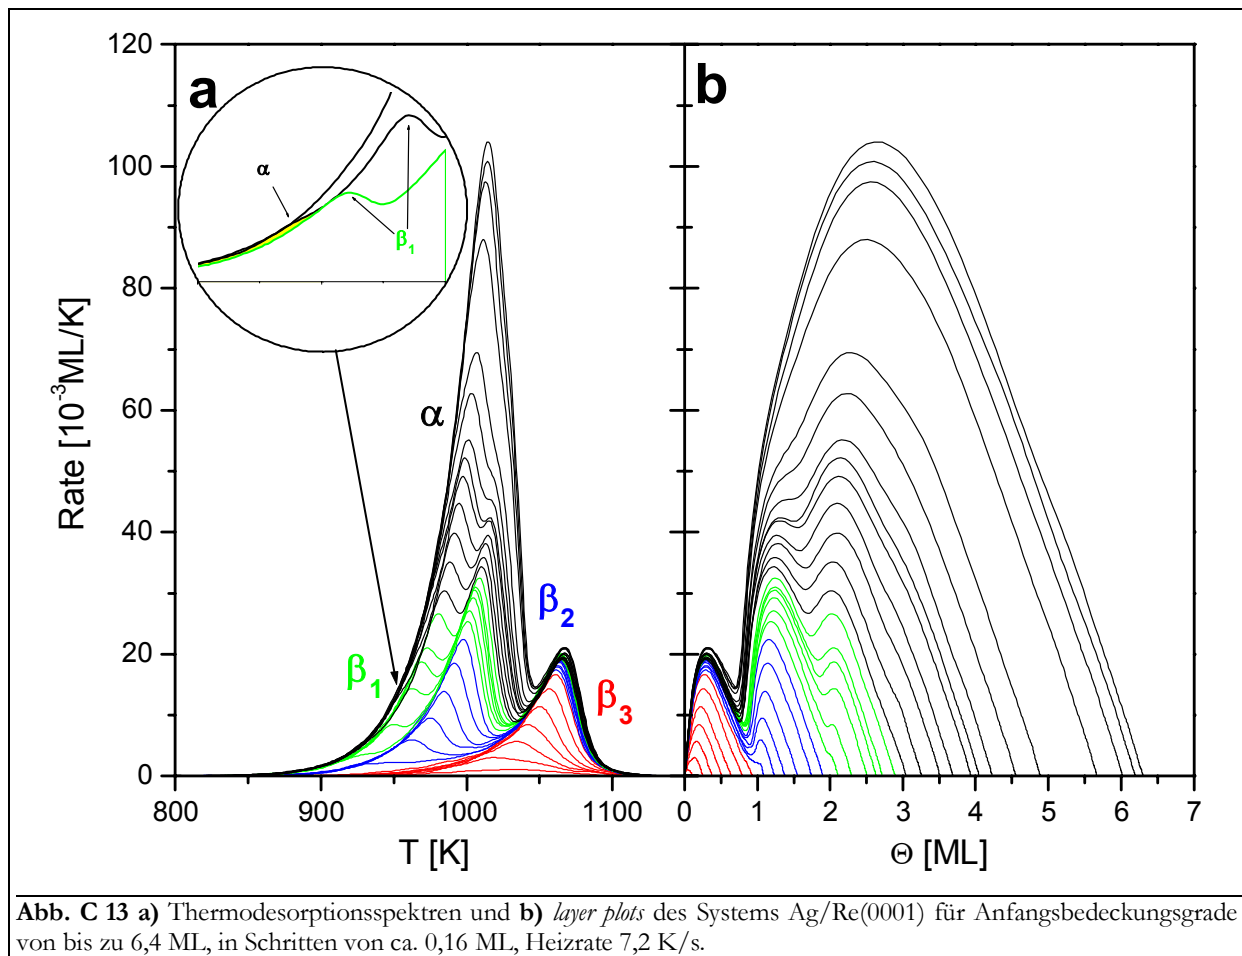 a
b
α
β1
α
β1
β2
β3
Rate [10-3ML/K]
120
100
80
60
40
20
0
800 900 1000 1100
0 1 2 3 4 5 6 7
T [K]
Θ [ML]
Abb. C 13 a) Thermodesorptionsspektren und b) layer plots des Systems Ag/Re(0001) für Anfangsbedeckungsgrade
von bis zu 6,4 ML, in Schritten von ca. 0,16 ML, Heizrate 7,2 K/s.